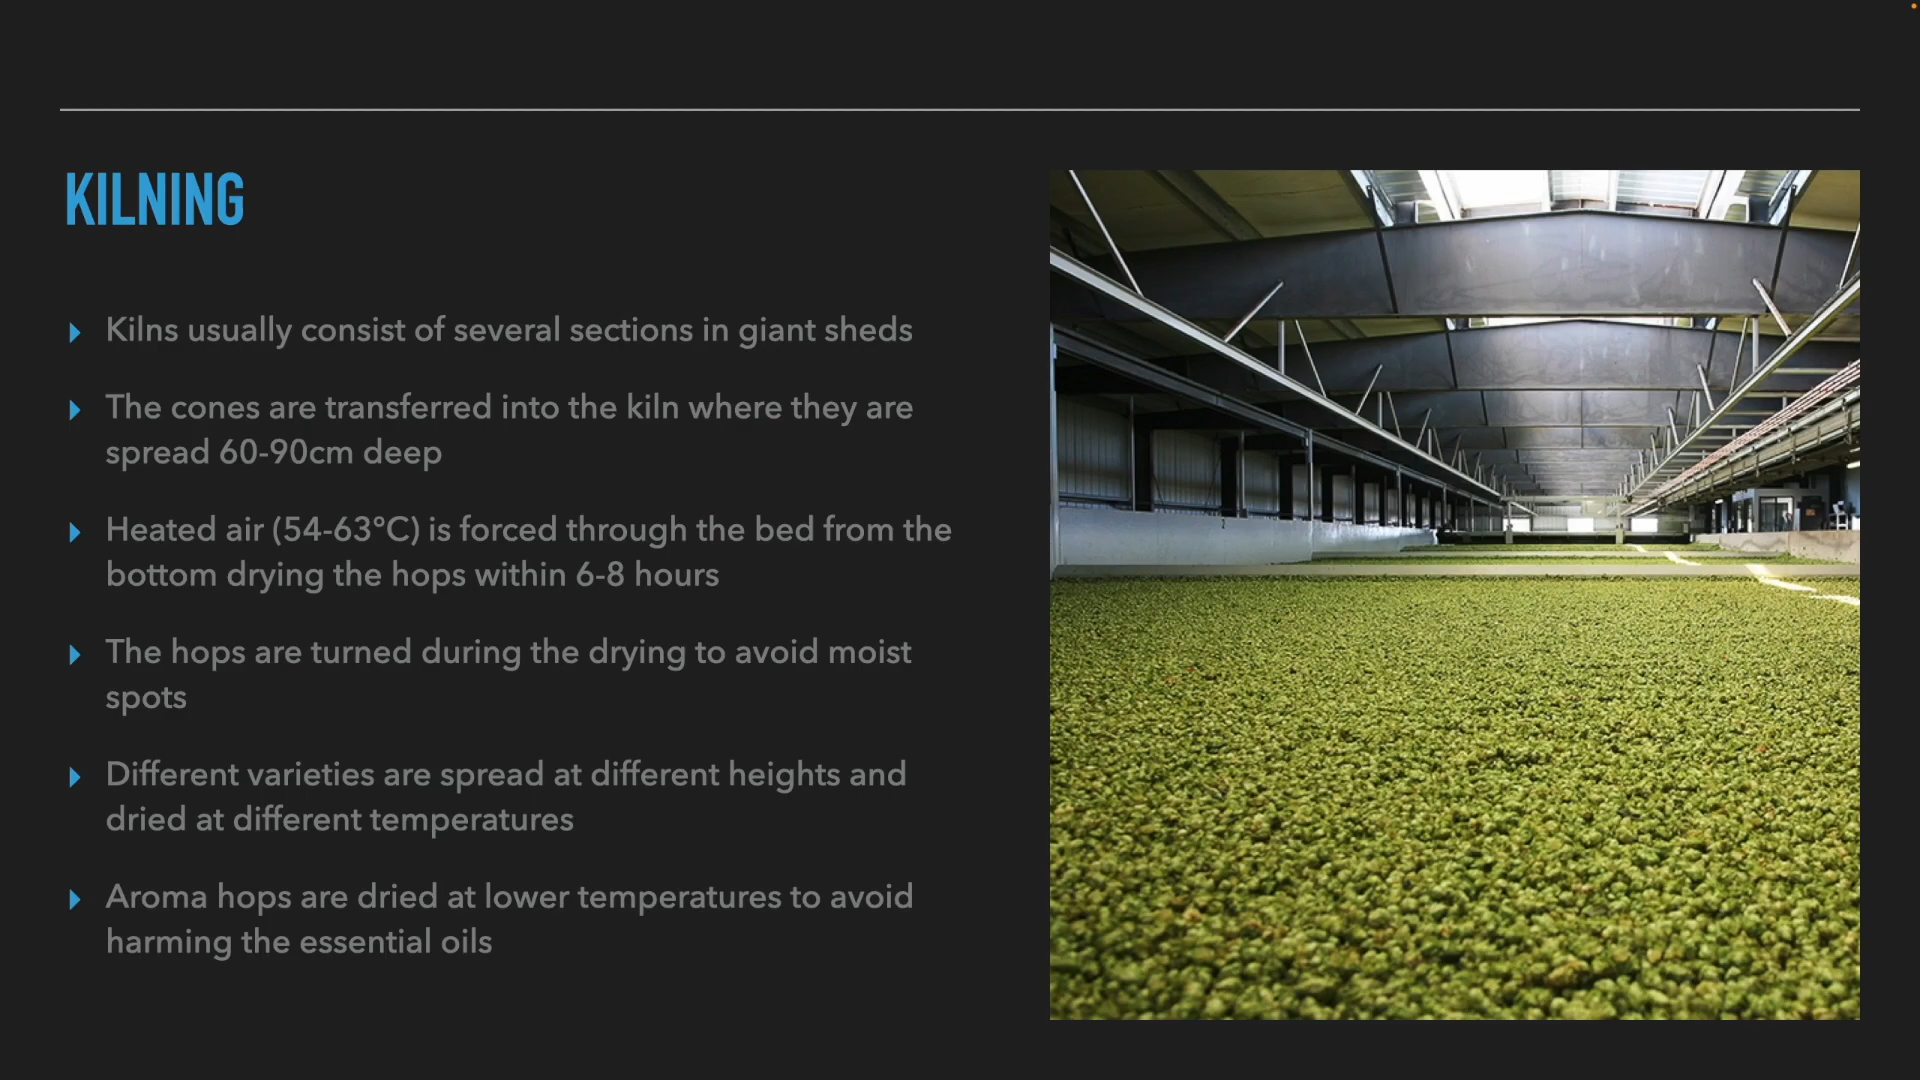 KILNING
Kilns usually consist of several sections in giant sheds
The cones are transferred into the kiln where they are
spread 60-90cm deep
Heated air (54-63°C) is forced through the bed from the
bottom drying the hops within 6-8 hours
The hops are turned during the drying to avoid moist
spots
Different varieties are spread at different heights and
dried at different temperatures
Aroma hops are dried at lower temperatures to avoid
harming the essential oils